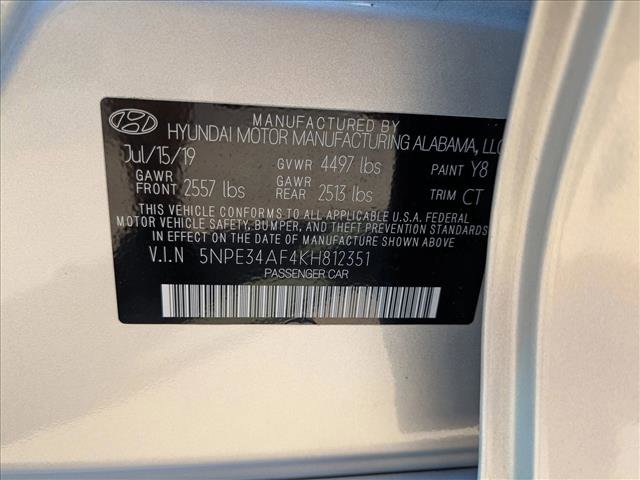 MANUFACTURED BY
HYUNDAI MOTOR MANUFACTURING ALABAMA, LLC
Jul/15/19 GVWR 4497 lbs PAINT Y8
GAWR FRONT 2557 lbs GAWR REAR 2513 lbs TRIM CT
THIS VEHICLE CONFORMS TO ALL APPLICABLE U.S.A. FEDERAL
MOTOR VEHICLE SAFETY, BUMPER, AND THEFT PREVENTION STANDARDS
IN EFFECT ON THE DATE OF MANUFACTURE SHOWN ABOVE.
V.I.N 5NPE34AF4KH812351
PASSENGER CAR